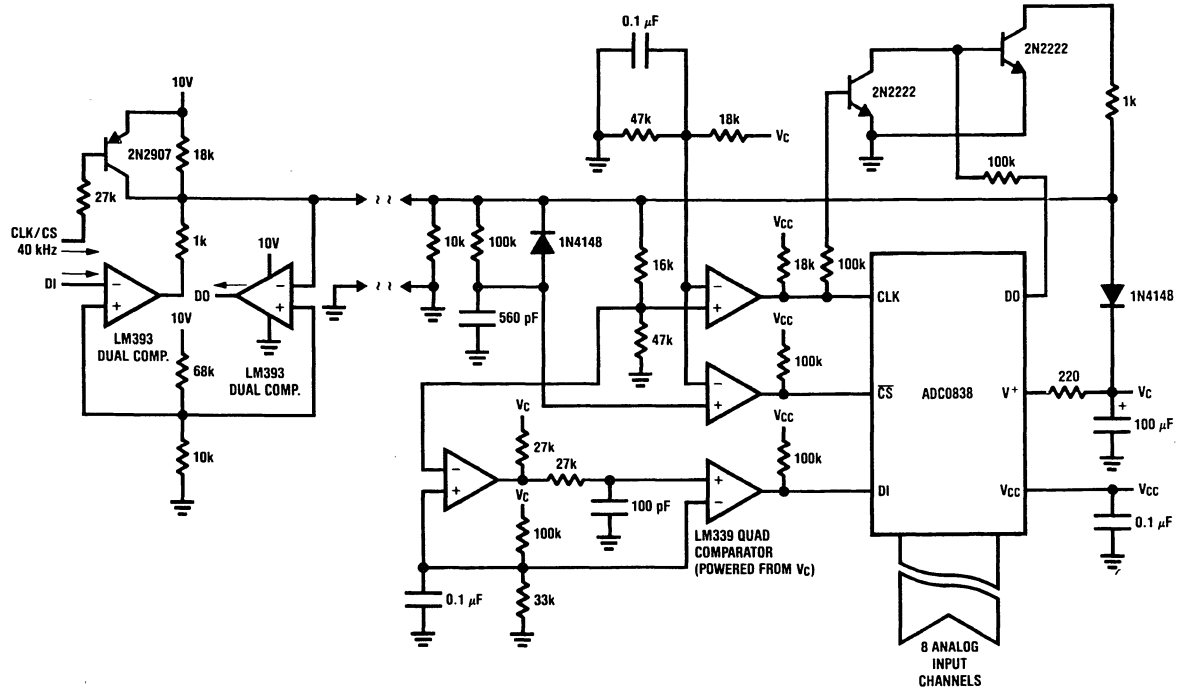 0.1 µF
47k
18k
VC
2N2222
2N2222
1k
100k
10V
2N2907
18k
27k
CLK/CS
40 kHz
1k
10V
DI
−
+
DO
−
+
LM393
DUAL COMP.
10V
LM393
DUAL COMP.
68k
10k
10k
100k
1N4148
560 pF
16k
47k
VCC
18k
100k
−
+
VCC
100k
−
+
VCC
100k
+
−
LM339 QUAD
COMPARATOR
(POWERED FROM VC)
VC
27k
27k
−
+
VC
100k
100 pF
0.1 µF
33k
CLK
DO
CS
ADC0838
V+
DI
VCC
1N4148
220
VC
+
100 µF
VCC
0.1 µF
8 ANALOG
INPUT
CHANNELS